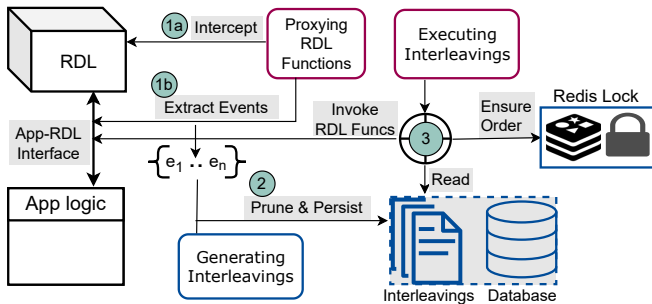 1a
Intercept
Proxying
RDL
Functions
Executing
Interleavings
RDL
1b
Extract Events
Invoke
RDL Funcs
Ensure
Order
Redis Lock
App-RDL
Interface
3
{e1 .. en}
2
Read
App logic
Prune & Persist
Generating
Interleavings
Interleavings
Database